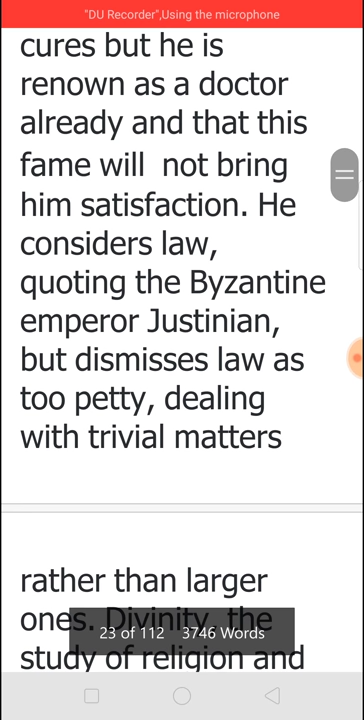 "DU Recorder",Using the microphone
cures but he is
renown as a doctor
already and that this
fame will  not bring
him satisfaction. He
considers law,
quoting the Byzantine
emperor Justinian,
but dismisses law as
too petty, dealing
with trivial matters
rather than larger
ones. Divinity, the
23 of 112    3746 Words
study of religion and